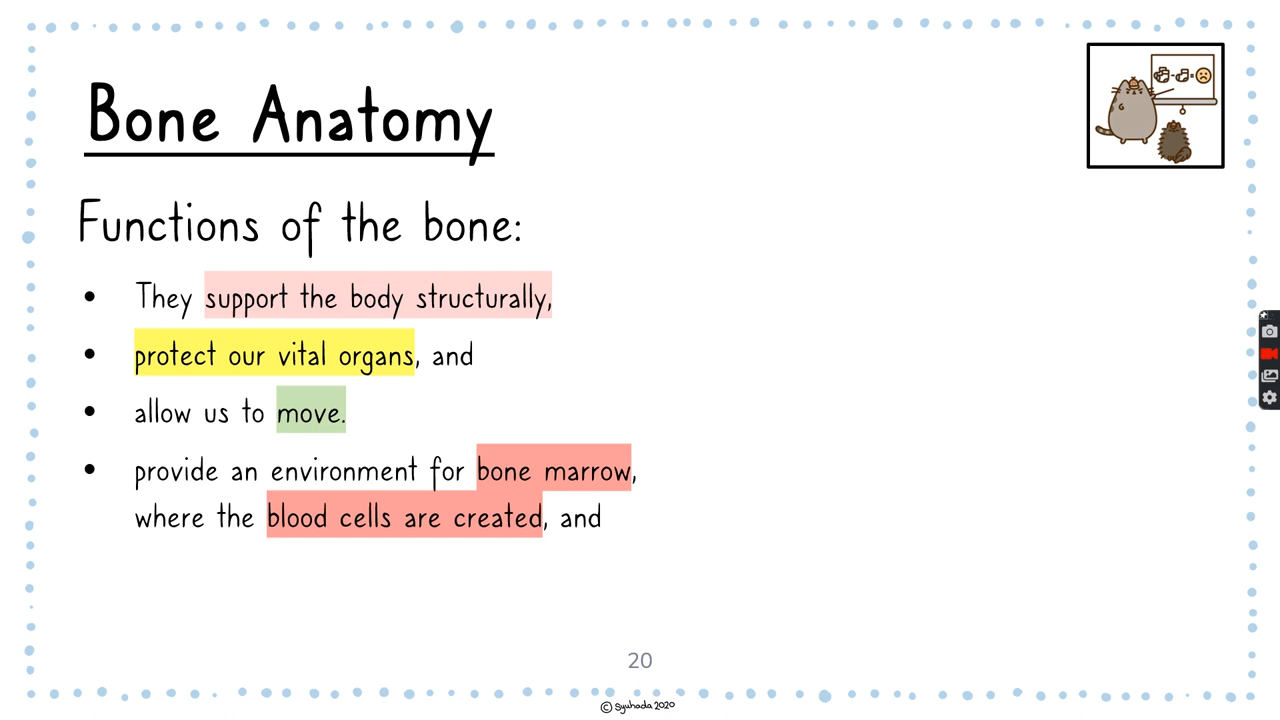 Bone Anatomy
Functions of the bone:
• They support the body structurally,
• protect our vital organs, and
• allow us to move.
• provide an environment for bone marrow,
where the blood cells are created, and
20
© Syuhada 2020